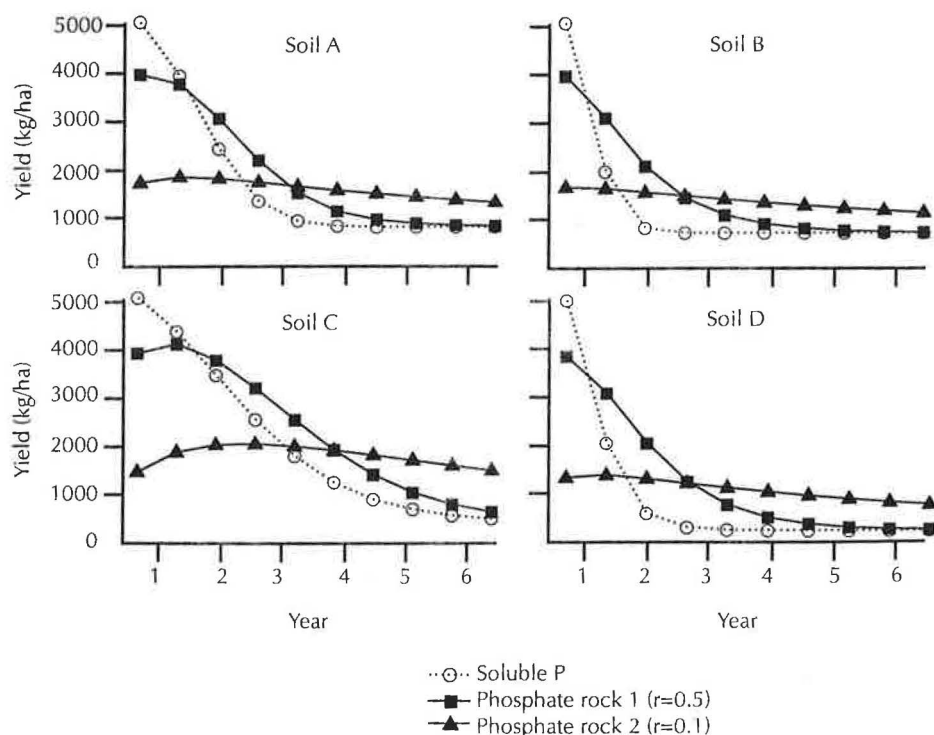 Soil A
Soil B
Yield (kg/ha)
5000
4000
3000
2000
1000
0
Soil C
Soil D
Yield (kg/ha)
5000
4000
3000
2000
1000
0
1 2 3 4 5 6
1 2 3 4 5 6
Year
Year
Soluble P
Phosphate rock 1 (r=0.5)
Phosphate rock 2 (r=0.1)